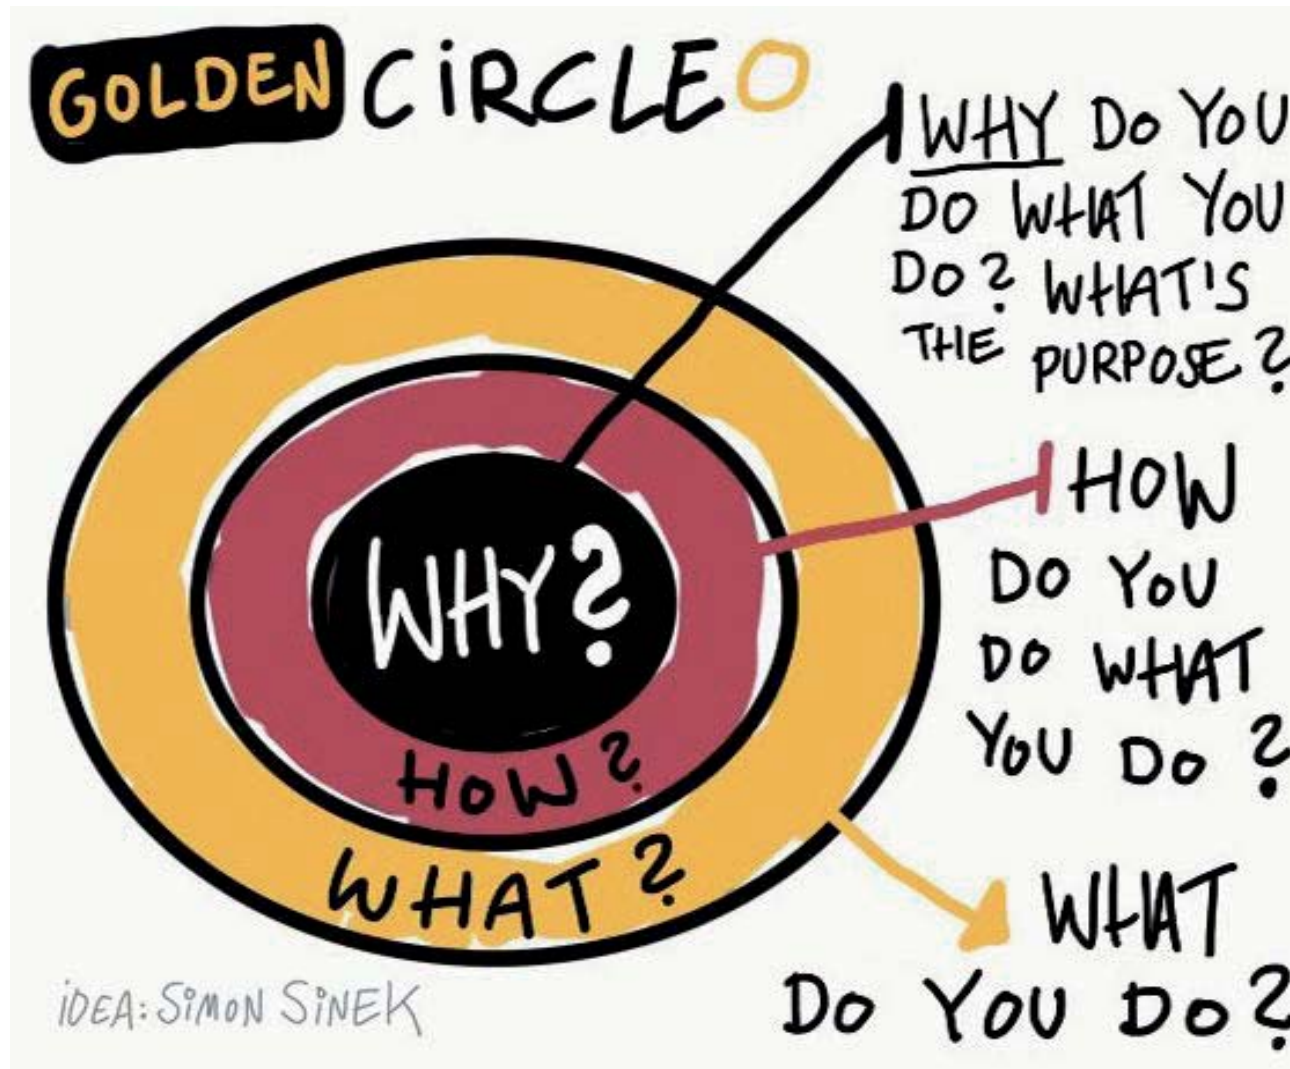 GOLDEN CiRCLE
WHY Do YoU
DO WHAT YOU
DO? WHAT'S
THE PURPOSE?
HOW
DO YoU
DO WHAT
YoU Do?
WHAT
Do YoU Do?
WHY?
HoW?
WHAT?
iDEA: SiMoN SiNEK